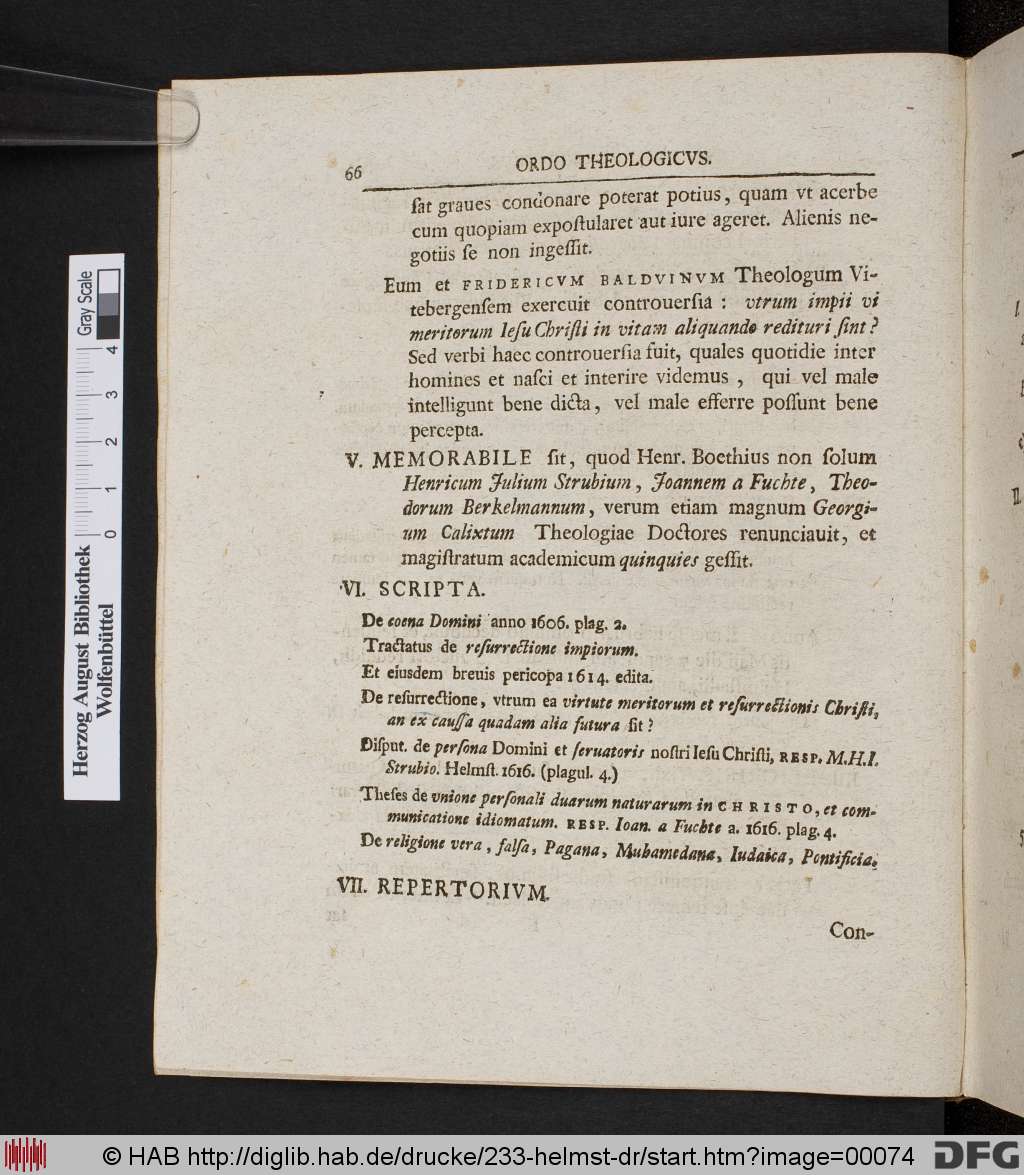 66
ORDO THEOLOGICVS.
ſat graues condonare poterat potius, quam vt acerbe
cum quopiam expoſtularet aut iure ageret. Alienis ne-
gotiis ſe non ingeſſit.
Eum et FRIDERICVM BALDVINVM Theologum Vi-
tebergenſem exercuit controuerſia : vtrum impii vi
meritorum Ieſu Chriſti in vitam aliquando redituri ſint?
Sed verbi haec controuerſia fuit, quales quotidie inter
homines et naſci et interire videmus , qui vel male
intelligunt bene dicta, vel male efferre poſſunt bene
percepta.
V. MEMORABILE ſit, quod Henr. Boethius non ſolum
Henricum Julium Strubium, Joannem a Fuchte, Theo-
dorum Berkelmannum, verum etiam magnum Georgi-
um Calixtum Theologiae Doctores renunciauit, et
magiſtratum academicum quinquies geſſit.
VI. SCRIPTA.
De coena Domini anno 1606. plag. 2.
Tractatus de reſurrectione impiorum.
Et eiusdem breuis pericopa 1614. edita.
De reſurrectione, vtrum ea virtute meritorum et reſurrectionis Chriſti,
an ex cauſſa quadam alia futura ſit?
Diſput. de perſona Domini et ſeruatoris noſtri Ieſu Chriſti, RESP. M.H.I.
Strubio. Helmſt. 1616. (plagul. 4.)
Theſes de vnione perſonali duarum naturarum in CHRISTO, et com-
municatione idiomatum. RESP. Ioan. a Fuchte a. 1616. plag. 4.
De religione vera, falſa, Pagana, Muhamedana, Iudaica, Pontificia.
VII. REPERTORIVM.
Con-
Herzog August Bibliothek
Wolfenbüttel
Gray Scale
0 1 2 3 4
© HAB http://diglib.hab.de/drucke/233-helmst-dr/start.htm?image=00074
DFG